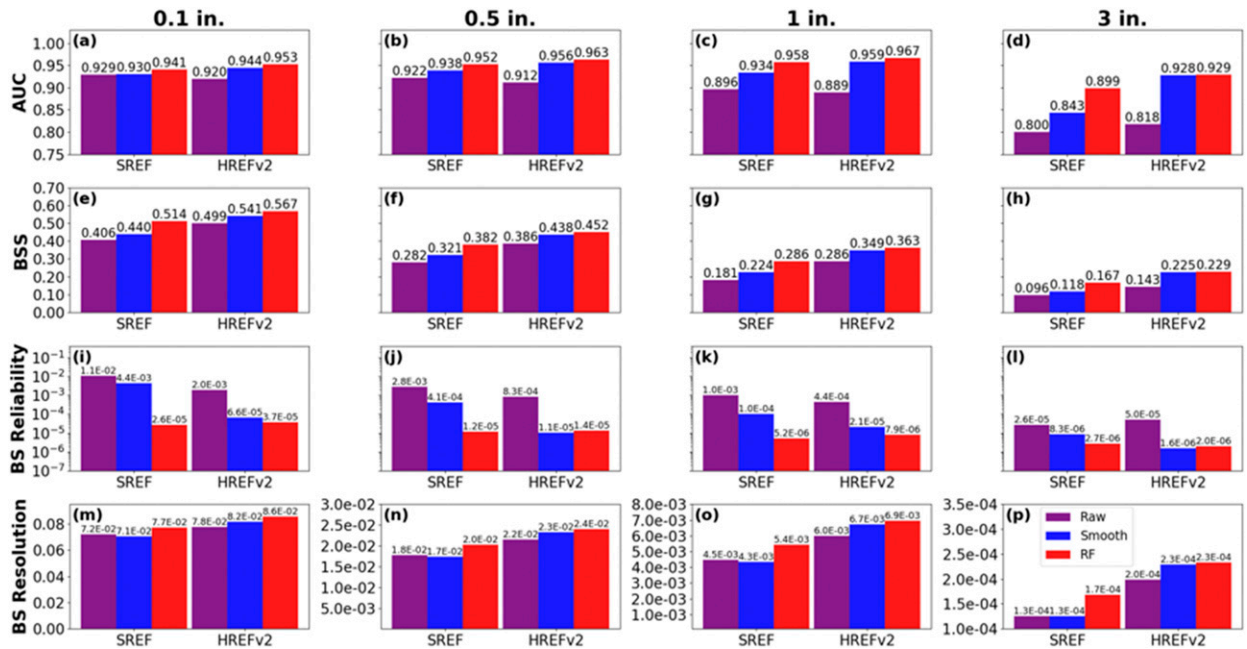 0.1 in. 0.5 in. 1 in. 3 in.
AUC
1.00
0.95
0.90
0.85
0.80
0.75
(a)
0.929 0.930 0.941 0.920 0.944 0.953
SREF HREFv2
(b)
0.922 0.938 0.952 0.912 0.956 0.963
SREF HREFv2
(c)
0.896 0.934 0.958 0.889 0.959 0.967
SREF HREFv2
(d)
0.800 0.843 0.899 0.818 0.928 0.929
SREF HREFv2
BSS
0.70
0.60
0.50
0.40
0.30
0.20
0.10
0.00
(e)
0.406 0.440 0.514 0.499 0.541 0.567
SREF HREFv2
(f)
0.282 0.321 0.382 0.386 0.438 0.452
SREF HREFv2
(g)
0.181 0.224 0.286 0.286 0.349 0.363
SREF HREFv2
(h)
0.096 0.118 0.167 0.143 0.225 0.229
SREF HREFv2
BS Reliability
10⁻¹
10⁻²
10⁻³
10⁻⁴
10⁻⁵
10⁻⁶
10⁻⁷
(i)
1.1E-02 4.4E-03 2.6E-05 2.0E-03 6.6E-05 3.7E-05
SREF HREFv2
(j)
2.8E-03 4.1E-04 1.2E-05 8.3E-04 1.1E-05 1.4E-05
SREF HREFv2
(k)
1.0E-03 1.0E-04 5.2E-06 4.4E-04 2.1E-05 7.9E-06
SREF HREFv2
(l)
2.6E-05 8.3E-06 2.7E-06 5.0E-05 1.6E-06 2.0E-06
SREF HREFv2
BS Resolution
0.08
0.06
0.04
0.02
0.00
(m)
7.2E-02 7.1E-02 7.7E-02 7.8E-02 8.2E-02 8.6E-02
SREF HREFv2
3.0e-02
2.5e-02
2.0e-02
1.5e-02
1.0e-02
5.0e-03
(n)
1.8E-02 1.7E-02 2.0E-02 2.2E-02 2.3E-02 2.4E-02
SREF HREFv2
8.0e-03
7.0e-03
6.0e-03
5.0e-03
4.0e-03
3.0e-03
2.0e-03
1.0e-03
(o)
4.5E-03 4.3E-03 5.4E-03 6.0E-03 6.7E-03 6.9E-03
SREF HREFv2
3.5e-04
3.0e-04
2.5e-04
2.0e-04
1.5e-04
1.0e-04
(p)
Raw
Smooth
RF
1.3E-04 1.3E-04 1.7E-04 2.0E-04 2.3E-04 2.3E-04
SREF HREFv2